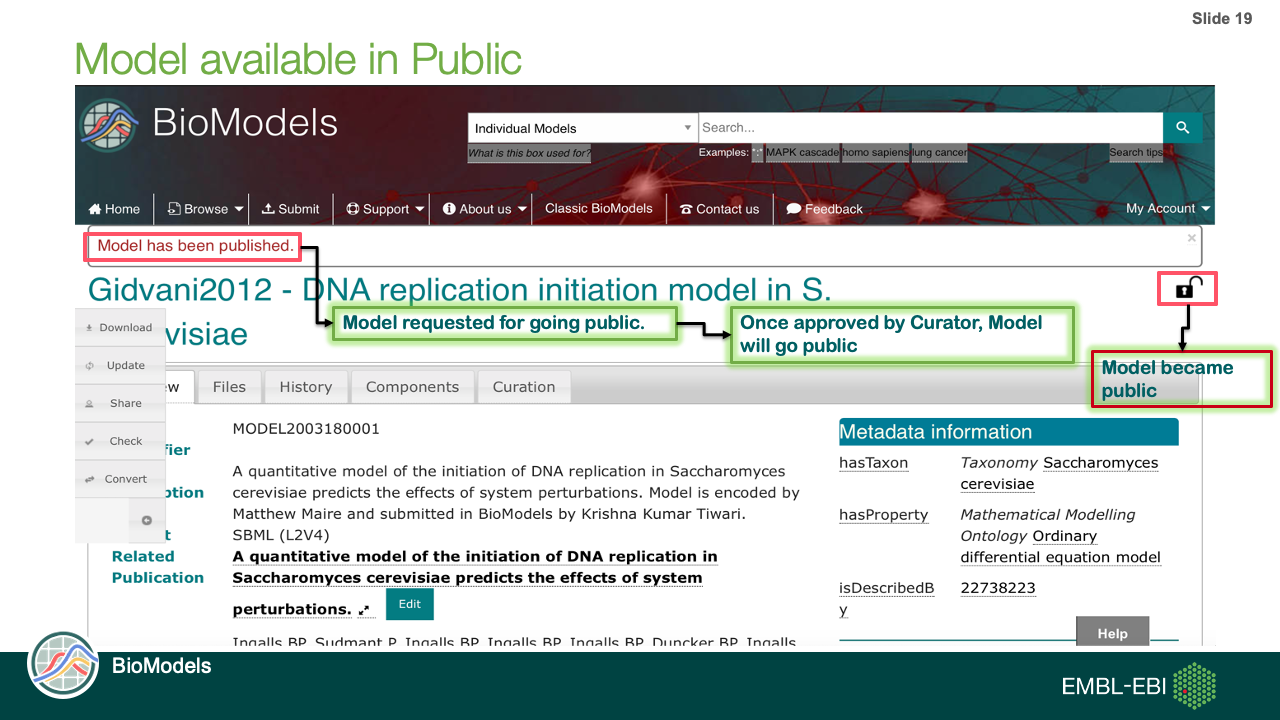 Slide 19
Model available in Public
BioModels
Individual Models
Search...
What is this box used for?
Examples: "*:*" MAPK cascade homo sapiens lung cancer
Search tips
Home
Browse
Submit
Support
About us
Classic BioModels
Contact us
Feedback
My Account
Model has been published.
×
Gidvani2012 - DNA replication initiation model in S.
visiae
Model requested for going public.
Once approved by Curator, Model
will go public
Model became
public
Download
Update
Share
Check
Convert
w
Files
History
Components
Curation
fier
MODEL2003180001
ption
A quantitative model of the initiation of DNA replication in Saccharomyces
cerevisiae predicts the effects of system perturbations. Model is encoded by
Matthew Maire and submitted in BioModels by Krishna Kumar Tiwari.
t
SBML (L2V4)
Related
Publication
A quantitative model of the initiation of DNA replication in
Saccharomyces cerevisiae predicts the effects of system
perturbations.
Edit
Ingalls BP, Sudmant P, Ingalls BP, Ingalls BP, Ingalls BP, Duncker BP, Ingalls
Metadata information
hasTaxon
Taxonomy Saccharomyces
cerevisiae
hasProperty
Mathematical Modelling
Ontology Ordinary
differential equation model
isDescribedB
y
22738223
Help
BioModels
EMBL-EBI